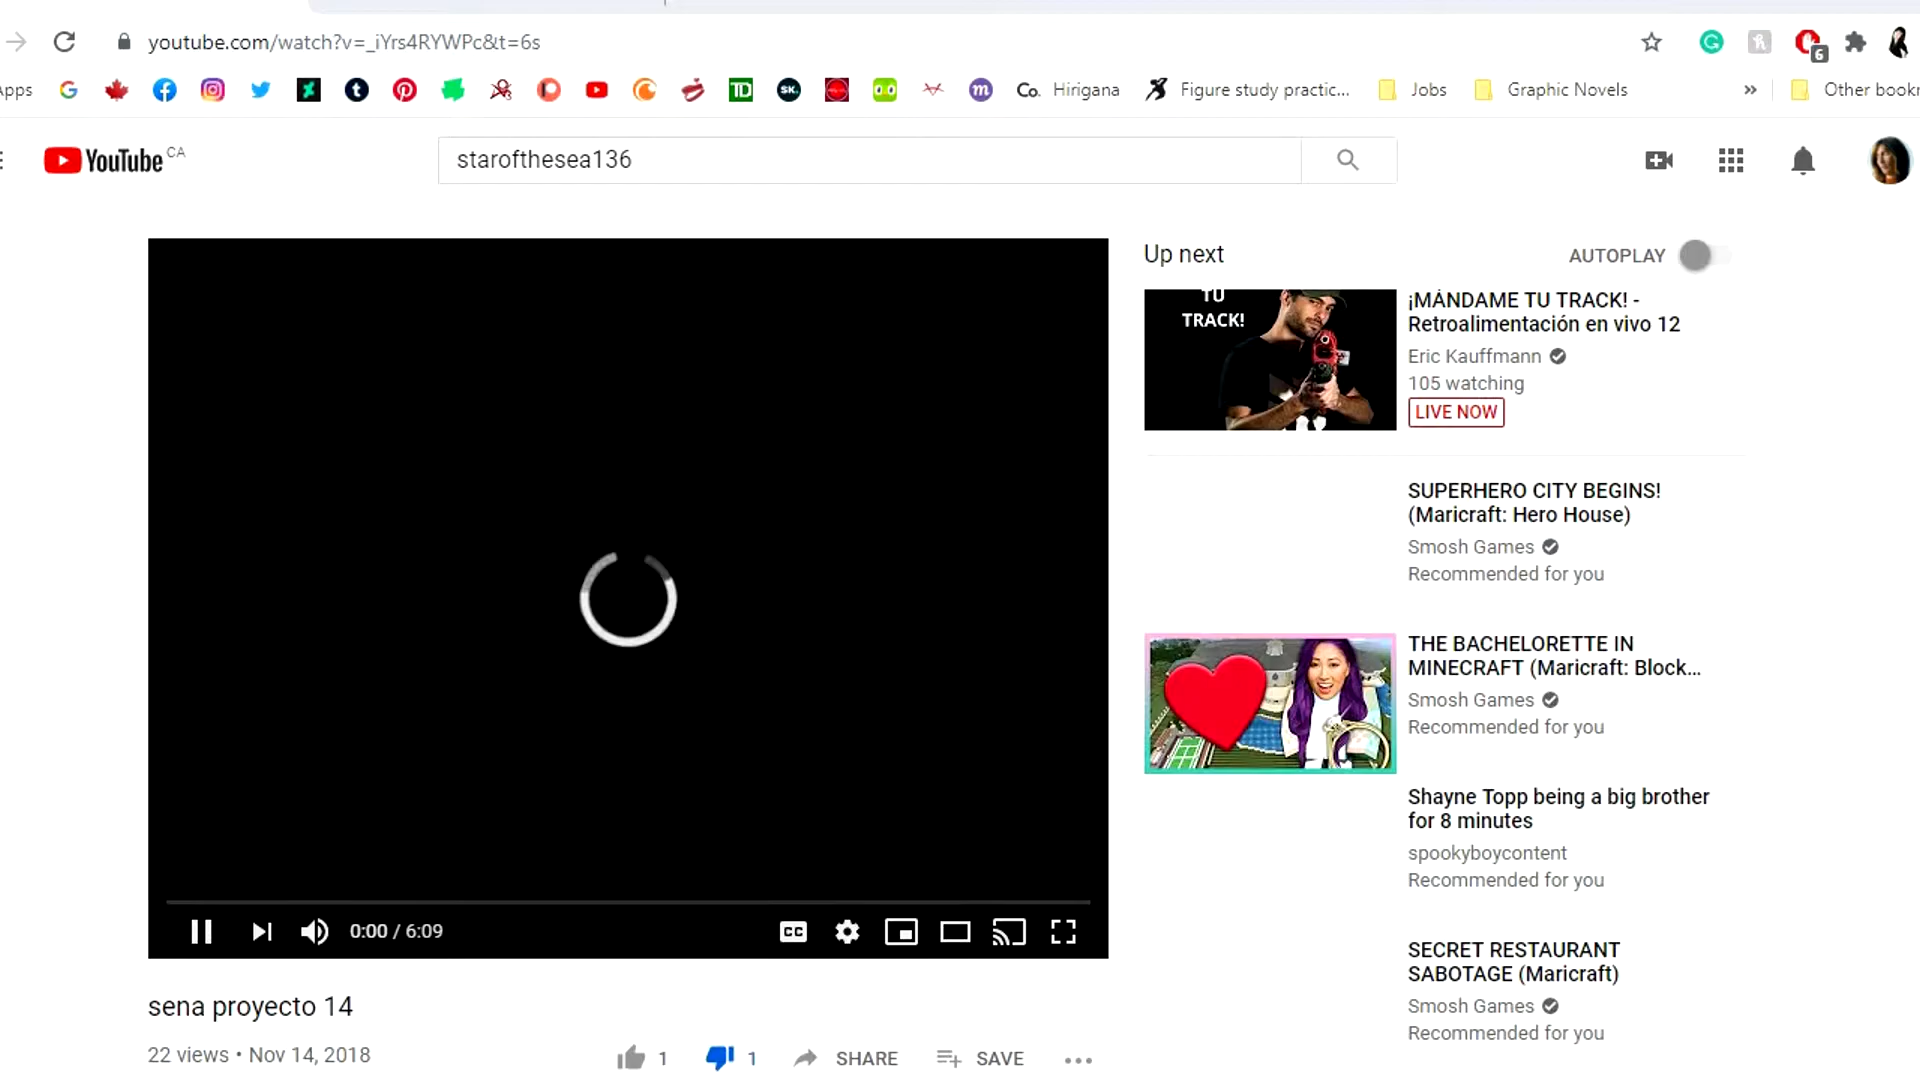 youtube.com/watch?v=_iYrs4RYWPc&t=6s
6
TD
SK.
m
Co. Hirigana
Figure study practic...
Jobs
Graphic Novels
»
YouTube CA
starofthesea136
Up next
AUTOPLAY
TU
TRACK!
¡MÁNDAME TU TRACK! -
Retroalimentación en vivo 12
Eric Kauffmann
105 watching
LIVE NOW
SUPERHERO CITY BEGINS!
(Maricraft: Hero House)
Smosh Games
Recommended for you
THE BACHELORETTE IN
MINECRAFT (Maricraft: Block...
Smosh Games
Recommended for you
Shayne Topp being a big brother
for 8 minutes
spookyboycontent
Recommended for you
SECRET RESTAURANT
SABOTAGE (Maricraft)
Smosh Games
Recommended for you
0:00 / 6:09
CC
sena proyecto 14
22 views • Nov 14, 2018
1
1
SHARE
SAVE